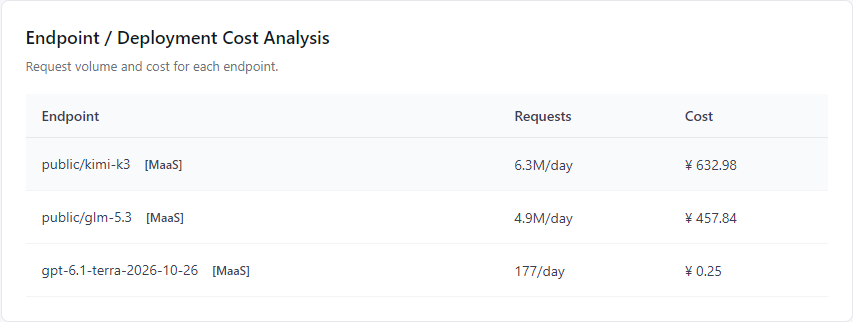 Endpoint / Deployment Cost Analysis
Request volume and cost for each endpoint.
Endpoint Requests Cost
public/kimi-k3 [MaaS] 6.3M/day ¥ 632.98
public/glm-5.3 [MaaS] 4.9M/day ¥ 457.84
gpt-6.1-terra-2026-10-26 [MaaS] 177/day ¥ 0.25